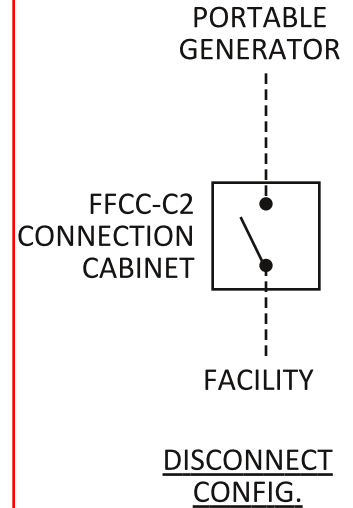 PORTABLE
GENERATOR
FFCC-C2
CONNECTION
CABINET
FACILITY
DISCONNECT
CONFIG.